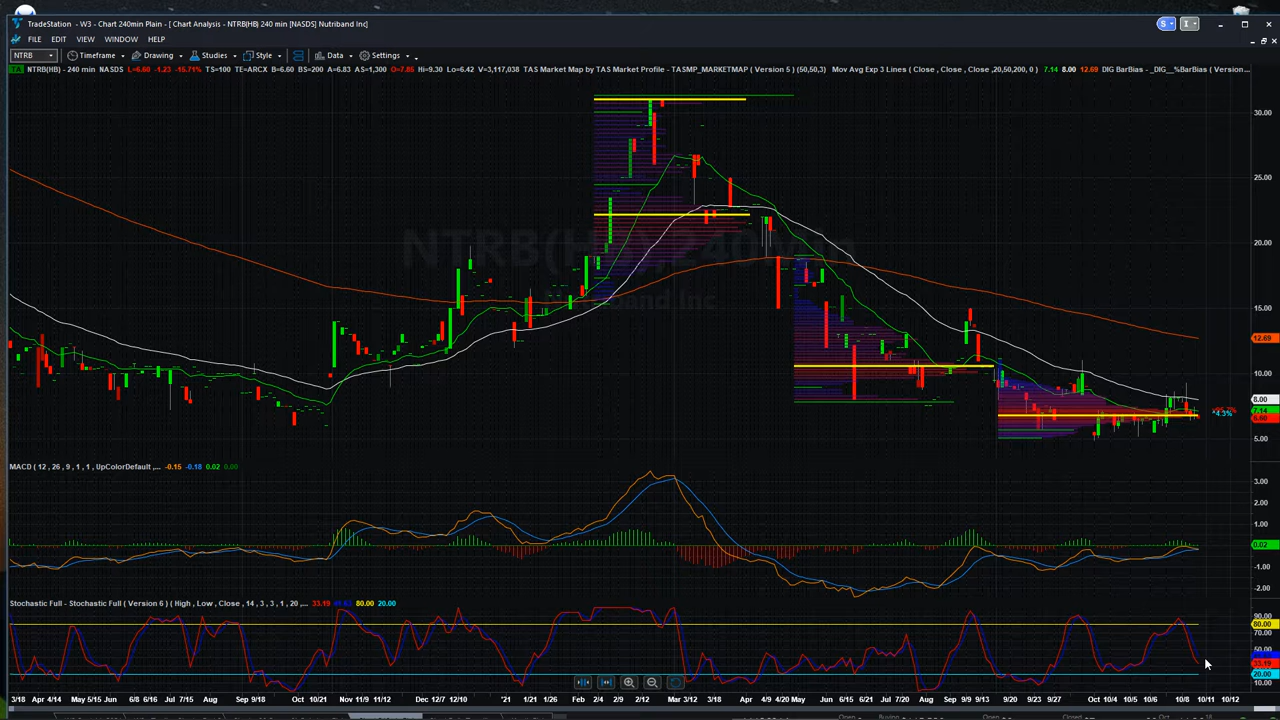 TradeStation - W3 - Chart 240min Plain - [ Chart Analysis - NTRB(HB) 240 min [NASDS] Nutriband Inc]
S I
FILE EDIT VIEW WINDOW HELP
NTRB Timeframe Drawing Studies Style Data Settings
TA NTRB(HB) - 240 min NASDS L=6.60 -1.23 -15.71% TS=100 TE=ARCX B=6.60 BS=200 A=6.83 AS=1,300 O=7.85 Hi=9.30 Lo=6.42 V=3,117,038 TAS Market Map by TAS Market Profile - TASMP_MARKETMAP ( Version 5 ) (50,50,3) Mov Avg Exp 3 Lines ( Close , Close , Close ,20,50,200, 0 ) 7.14 8.00 12.69 DIG BarBias - _DIG__%BarBias ( Version...
30.00
25.00
20.00
15.00
12.69
10.00
8.00
7.14
5.00
MACD ( 12 , 26 , 9 , 1 , 1 , UpColorDefault ,... -0.15 -0.18 0.02 0.00
3.00
2.00
1.00
0.02
-1.00
-2.00
Stochastic Full - Stochastic Full ( Version 6 ) ( High , Low , Close , 14 , 3 , 3 , 1 , 20 ,... 33.19 80.00 20.00
90.00
80.00
70.00
50.00
33.19
20.00
10.00
3/18 Apr 4/14 May 5/15 Jun 6/8 6/16 Jul 7/15 Aug Sep 9/18 Oct 10/21 Nov 11/9 11/24 Dec 12/7 12/10 '21 1/26 Feb 2/4 2/9 2/24 Mar 3/12 3/18 Apr 4/9 4/20 May 6/15 6/21 Jul 7/20 Aug 9/9 9/13 9/20 9/27 Oct 10/4 10/5 10/6 10/8 10/11 10/12